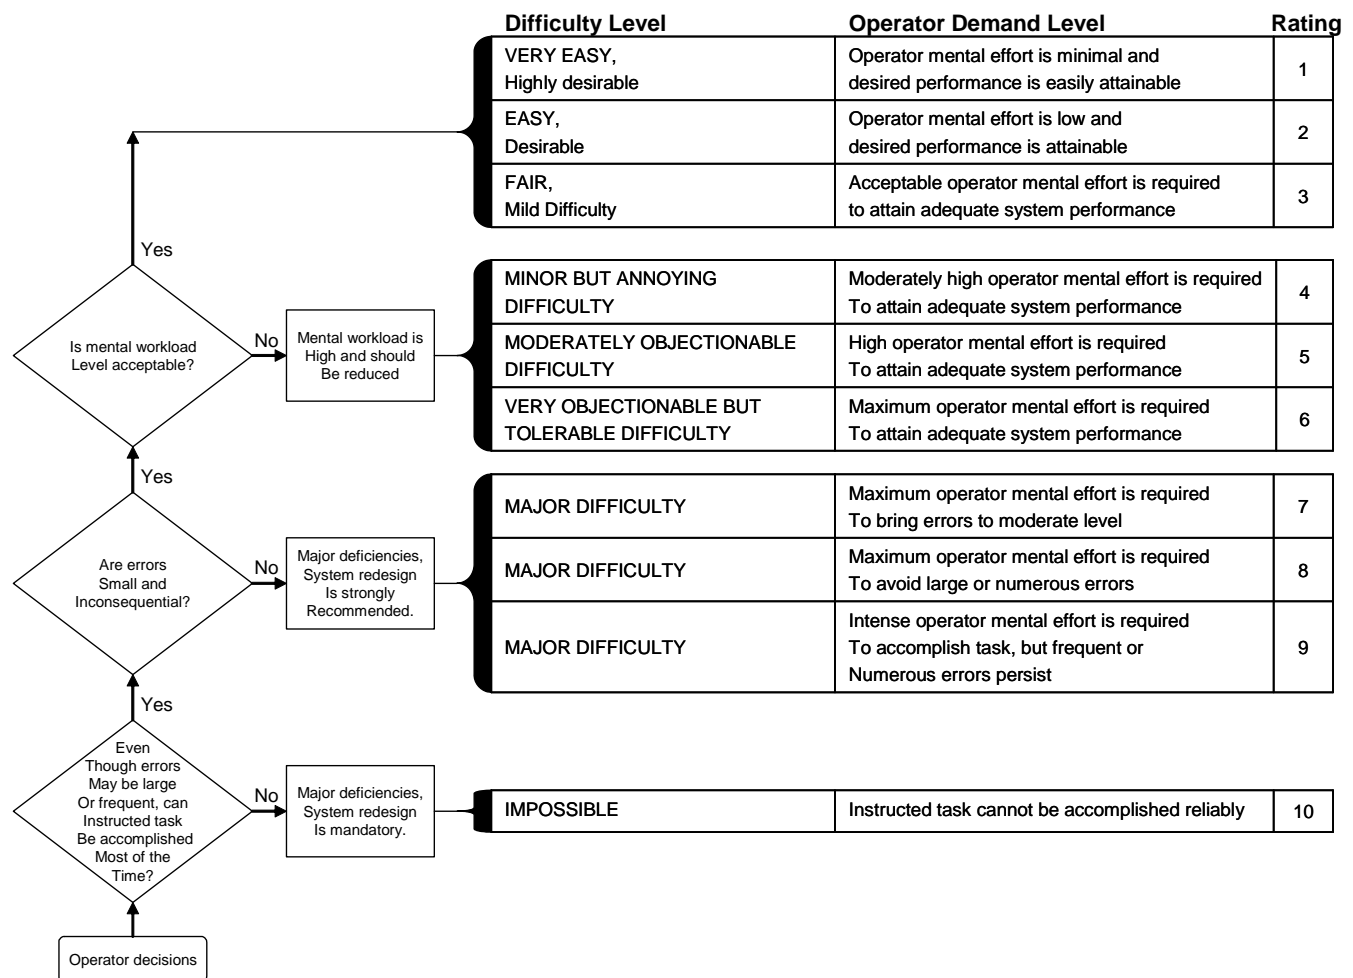 Difficulty Level
Operator Demand Level
Rating
VERY EASY,
Highly desirable
Operator mental effort is minimal and
desired performance is easily attainable
1
EASY,
Desirable
Operator mental effort is low and
desired performance is attainable
2
FAIR,
Mild Difficulty
Acceptable operator mental effort is required
to attain adequate system performance
3
Yes
Is mental workload
Level acceptable?
No
Mental workload is
High and should
Be reduced
MINOR BUT ANNOYING
DIFFICULTY
Moderately high operator mental effort is required
To attain adequate system performance
4
MODERATELY OBJECTIONABLE
DIFFICULTY
High operator mental effort is required
To attain adequate system performance
5
VERY OBJECTIONABLE BUT
TOLERABLE DIFFICULTY
Maximum operator mental effort is required
To attain adequate system performance
6
Yes
Are errors
Small and
Inconsequential?
No
Major deficiencies,
System redesign
Is strongly
Recommended.
MAJOR DIFFICULTY
Maximum operator mental effort is required
To bring errors to moderate level
7
MAJOR DIFFICULTY
Maximum operator mental effort is required
To avoid large or numerous errors
8
MAJOR DIFFICULTY
Intense operator mental effort is required
To accomplish task, but frequent or
Numerous errors persist
9
Yes
Even
Though errors
May be large
Or frequent, can
Instructed task
Be accomplished
Most of the
Time?
No
Major deficiencies,
System redesign
Is mandatory.
IMPOSSIBLE
Instructed task cannot be accomplished reliably
10
Operator decisions